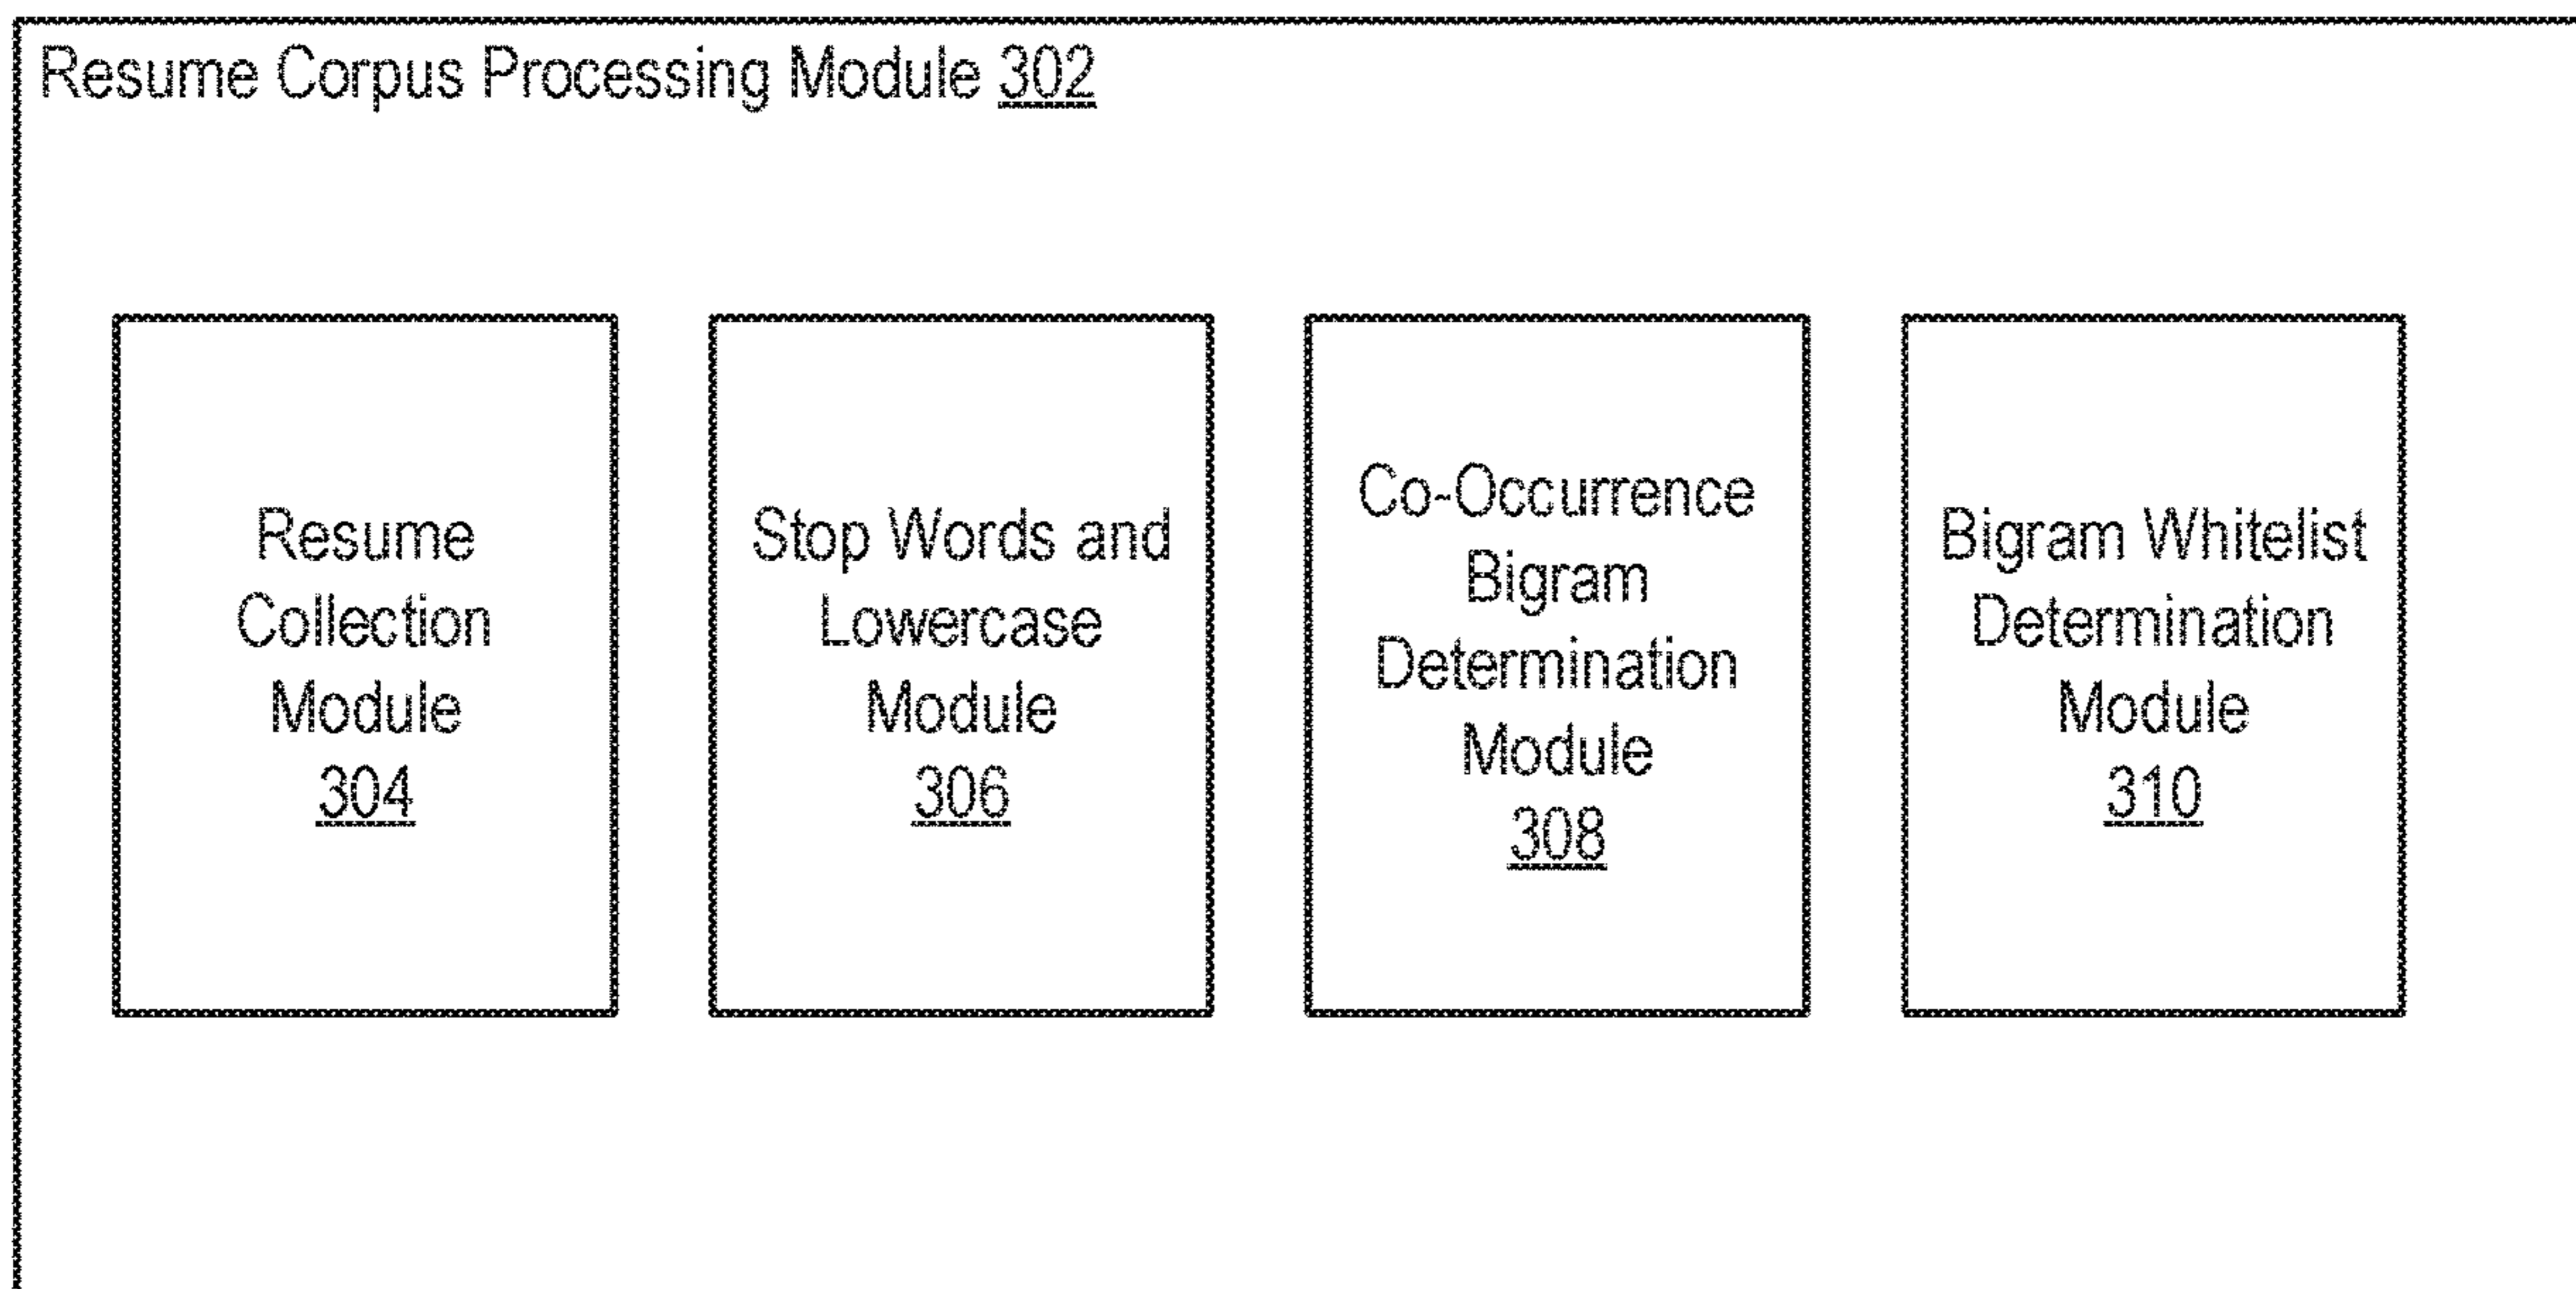 Resume Corpus Processing Module 302
Resume
Collection
Module
304
Stop Words and
Lowercase
Module
306
Co-Occurrence
Bigram
Determination
Module
308
Bigram Whitelist
Determination
Module
310